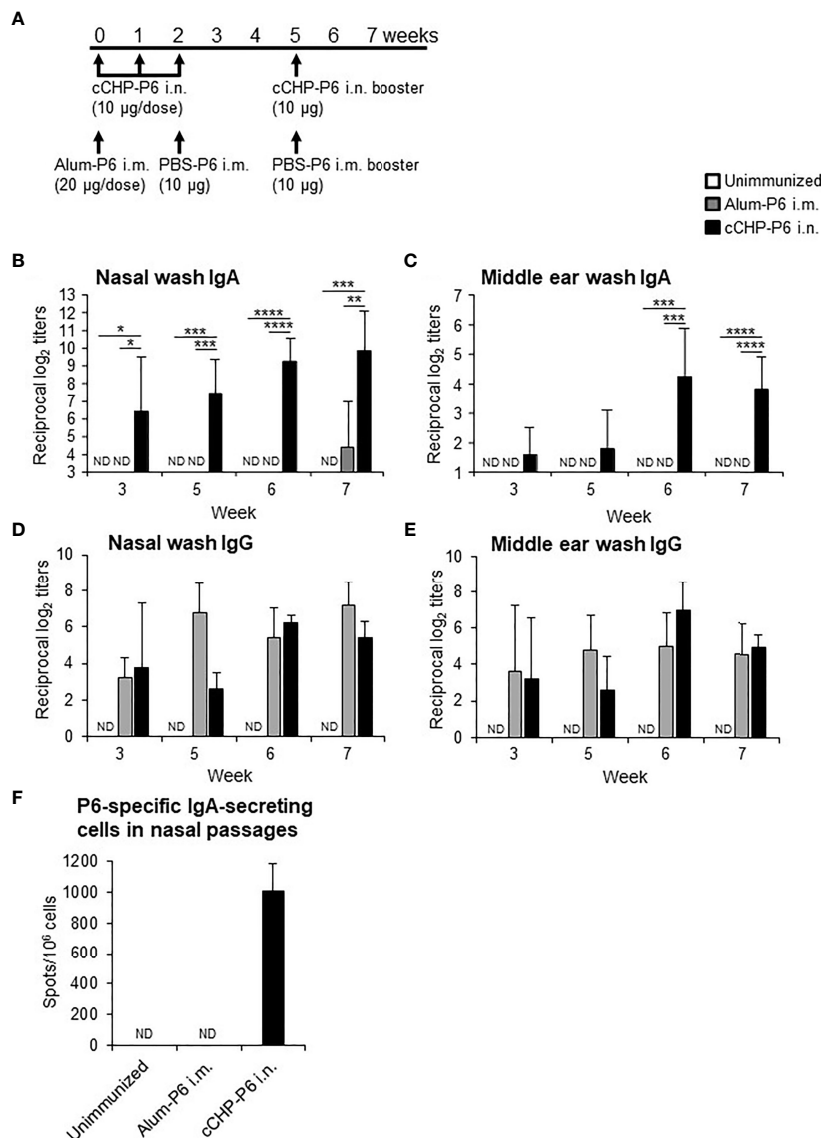 A
0 1 2 3 4 5 6 7 weeks
cCHP-P6 i.n.
(10 µg/dose)
cCHP-P6 i.n. booster
(10 µg)
Alum-P6 i.m.
(20 µg/dose)
PBS-P6 i.m.
(10 µg)
PBS-P6 i.m. booster
(10 µg)
Unimmunized
Alum-P6 i.m.
cCHP-P6 i.n.
B
Nasal wash IgA
Reciprocal log2 titers
13
12
11
10
9
8
7
6
5
4
3
* * *** *** **** **** *** **
ND ND ND ND ND ND ND
3 5 6 7
Week
C
Middle ear wash IgA
Reciprocal log2 titers
7
6
5
4
3
2
1
*** *** **** ****
ND ND ND ND ND ND ND ND
3 5 6 7
Week
D
Nasal wash IgG
Reciprocal log2 titers
10
8
6
4
2
0
ND ND ND ND
3 5 6 7
Week
E
Middle ear wash IgG
Reciprocal log2 titers
10
8
6
4
2
0
ND ND ND ND
3 5 6 7
Week
F
P6-specific IgA-secreting
cells in nasal passages
Spots/10⁶ cells
1200
1000
800
600
400
200
0
ND ND
Unimmunized
Alum-P6 i.m.
cCHP-P6 i.n.